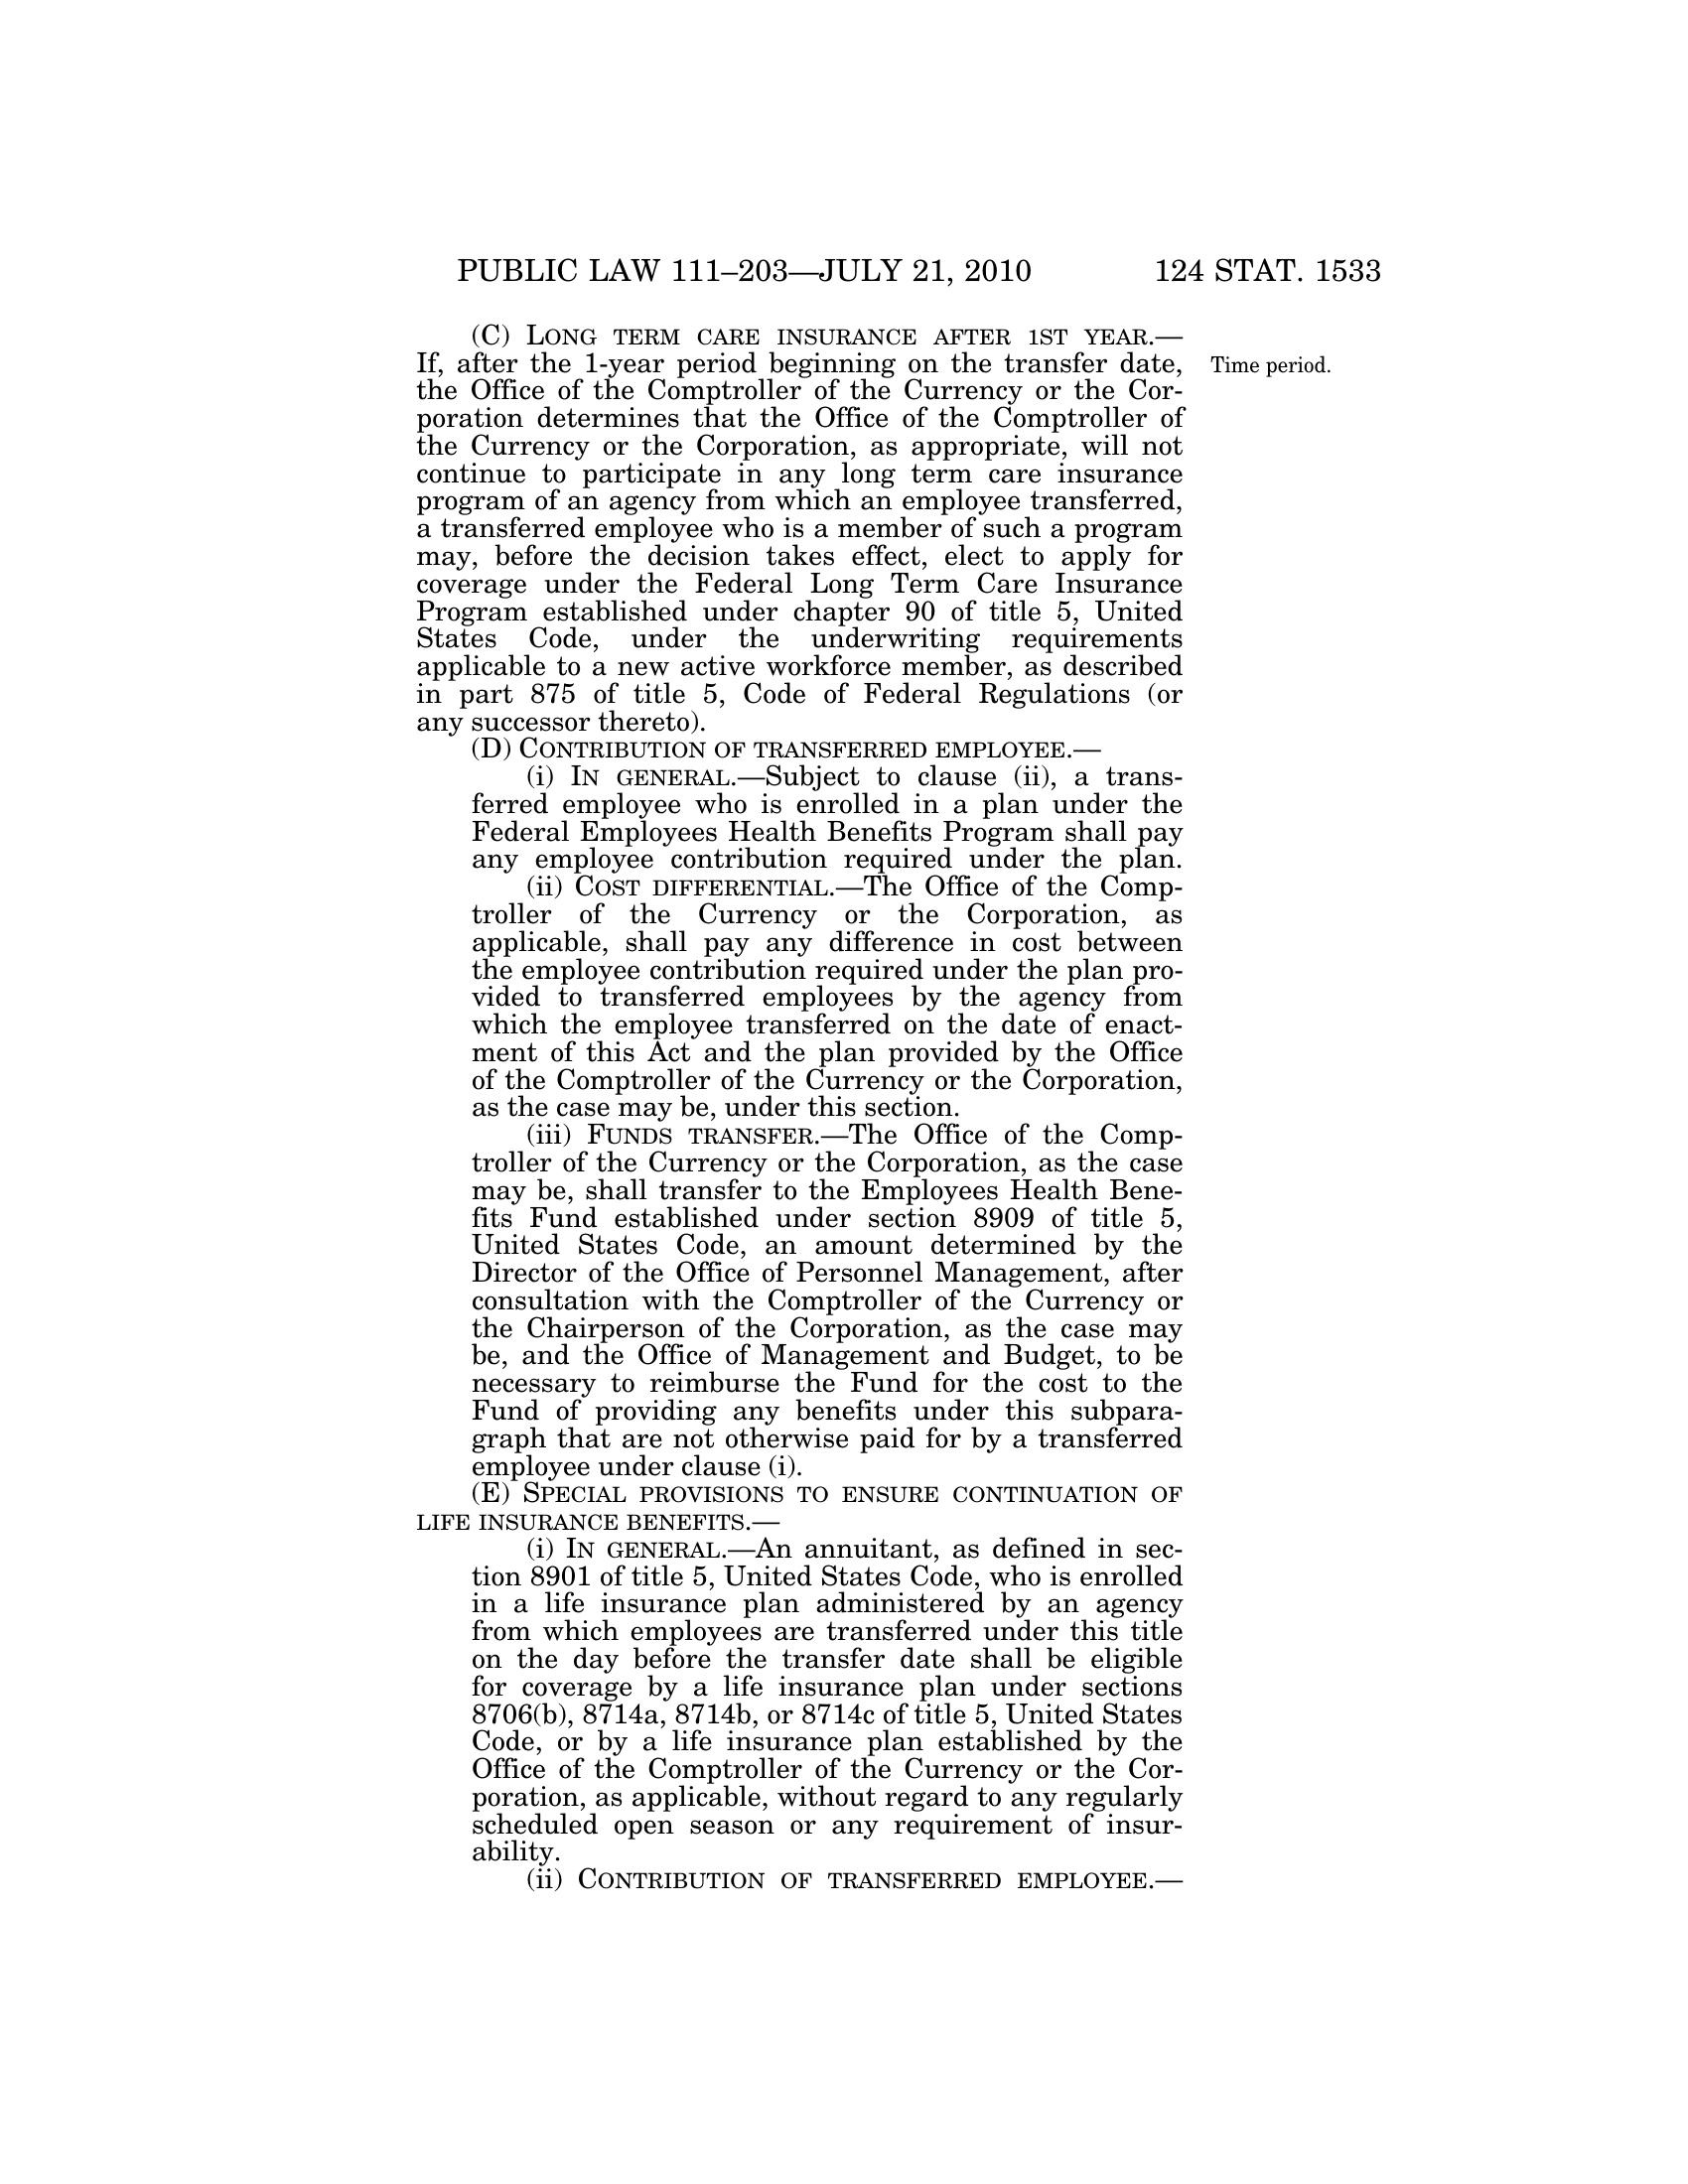 PUBLIC LAW 111–203—JULY 21, 2010 124 STAT. 1533
(C) LONG TERM CARE INSURANCE AFTER 1ST YEAR.—
If, after the 1-year period beginning on the transfer date,
Time period.
the Office of the Comptroller of the Currency or the Cor-
poration determines that the Office of the Comptroller of
the Currency or the Corporation, as appropriate, will not
continue to participate in any long term care insurance
program of an agency from which an employee transferred,
a transferred employee who is a member of such a program
may, before the decision takes effect, elect to apply for
coverage under the Federal Long Term Care Insurance
Program established under chapter 90 of title 5, United
States Code, under the underwriting requirements
applicable to a new active workforce member, as described
in part 875 of title 5, Code of Federal Regulations (or
any successor thereto).
(D) CONTRIBUTION OF TRANSFERRED EMPLOYEE.—
(i) IN GENERAL.—Subject to clause (ii), a trans-
ferred employee who is enrolled in a plan under the
Federal Employees Health Benefits Program shall pay
any employee contribution required under the plan.
(ii) COST DIFFERENTIAL.—The Office of the Comp-
troller of the Currency or the Corporation, as
applicable, shall pay any difference in cost between
the employee contribution required under the plan pro-
vided to transferred employees by the agency from
which the employee transferred on the date of enact-
ment of this Act and the plan provided by the Office
of the Comptroller of the Currency or the Corporation,
as the case may be, under this section.
(iii) FUNDS TRANSFER.—The Office of the Comp-
troller of the Currency or the Corporation, as the case
may be, shall transfer to the Employees Health Bene-
fits Fund established under section 8909 of title 5,
United States Code, an amount determined by the
Director of the Office of Personnel Management, after
consultation with the Comptroller of the Currency or
the Chairperson of the Corporation, as the case may
be, and the Office of Management and Budget, to be
necessary to reimburse the Fund for the cost to the
Fund of providing any benefits under this subpara-
graph that are not otherwise paid for by a transferred
employee under clause (i).
(E) SPECIAL PROVISIONS TO ENSURE CONTINUATION OF
LIFE INSURANCE BENEFITS.—
(i) IN GENERAL.—An annuitant, as defined in sec-
tion 8901 of title 5, United States Code, who is enrolled
in a life insurance plan administered by an agency
from which employees are transferred under this title
on the day before the transfer date shall be eligible
for coverage by a life insurance plan under sections
8706(b), 8714a, 8714b, or 8714c of title 5, United States
Code, or by a life insurance plan established by the
Office of the Comptroller of the Currency or the Cor-
poration, as applicable, without regard to any regularly
scheduled open season or any requirement of insur-
ability.
(ii) CONTRIBUTION OF TRANSFERRED EMPLOYEE.—